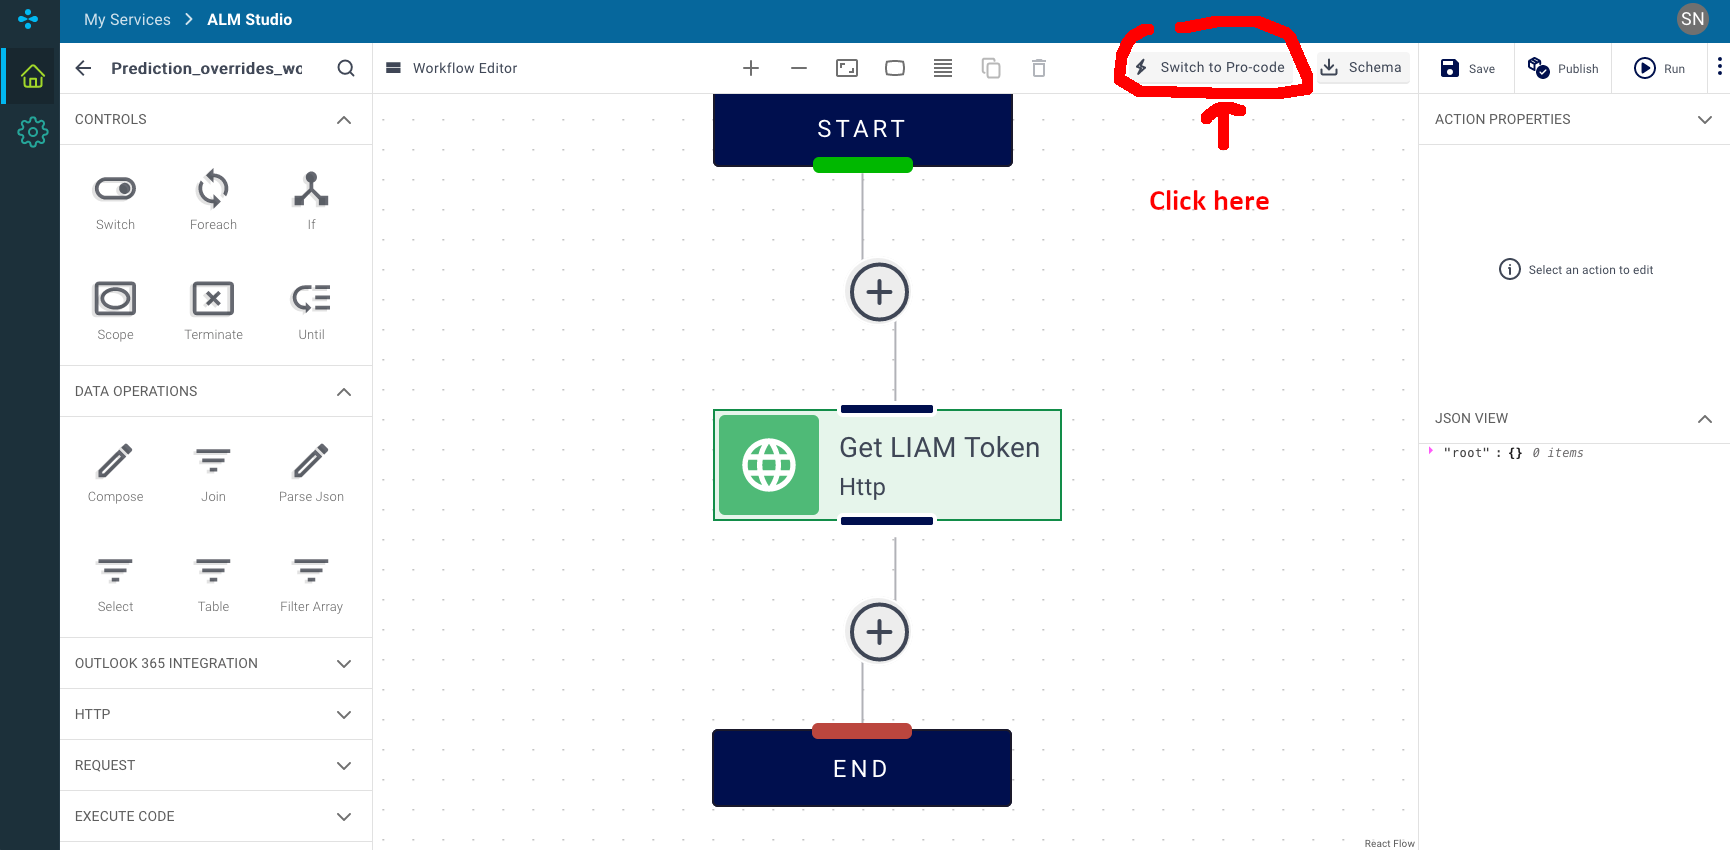 My Services > ALM Studio
SN
Prediction_overrides_wo
Workflow Editor
Switch to Pro-code
Schema
Save
Publish
Run
CONTROLS
Switch
Foreach
If
Scope
Terminate
Until
DATA OPERATIONS
Compose
Join
Parse Json
Select
Table
Filter Array
OUTLOOK 365 INTEGRATION
HTTP
REQUEST
EXECUTE CODE
START
Click here
Get LIAM Token
Http
END
React Flow
ACTION PROPERTIES
Select an action to edit
JSON VIEW
"root" : {} 0 items